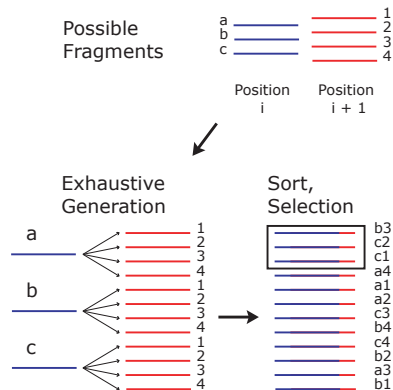 Possible
Fragments
a
b
c
1
2
3
4
Position
i
Position
i + 1
Exhaustive
Generation
a
b
c
1
2
3
4
1
2
3
4
1
2
3
4
Sort,
Selection
b3
c2
c1
a4
a1
a2
c3
b4
c4
b2
a3
b1